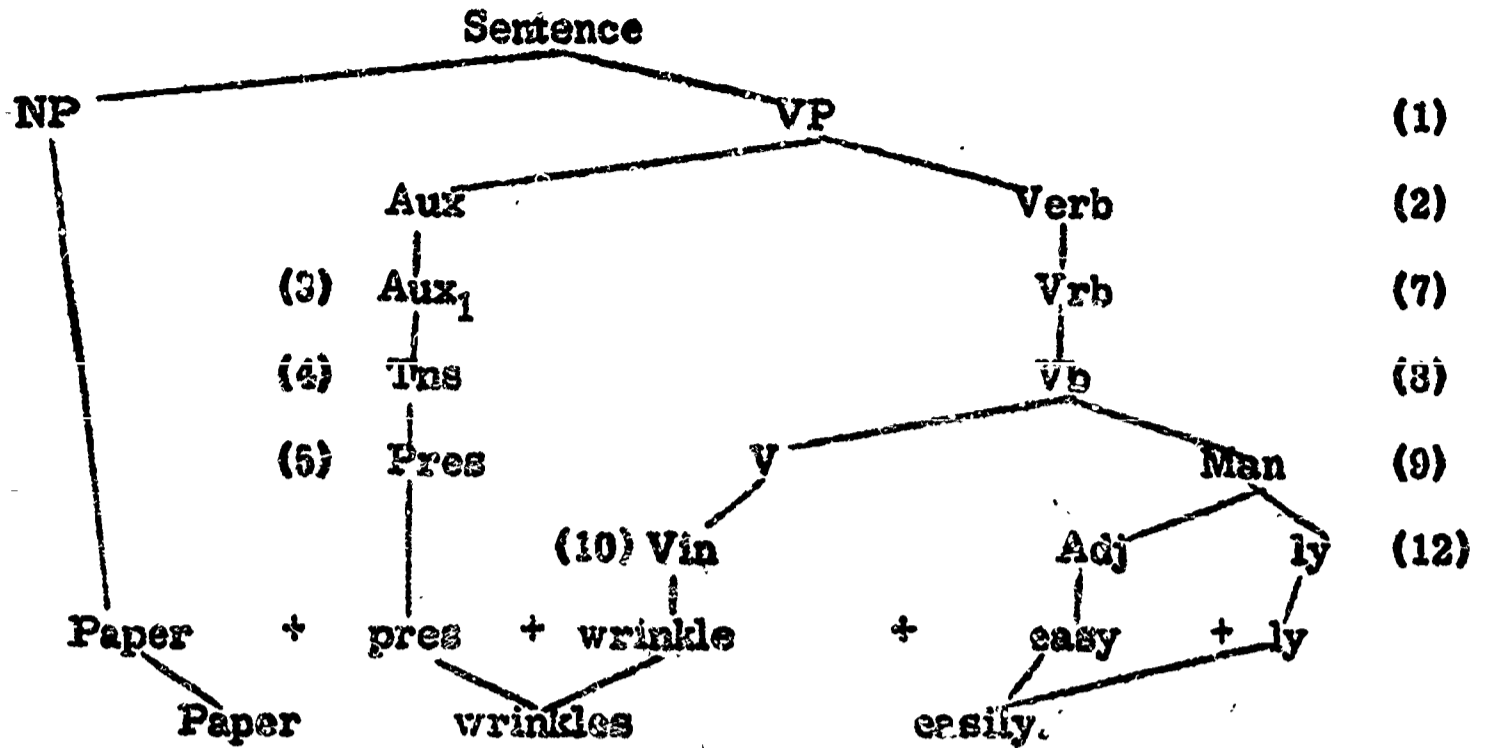 Sentence
NP VP (1)
Aux Verb (2)
(3) Aux1 Vrb (7)
(4) Tns Vb (8)
(5) Pres V Man (9)
(10) Vin Adj ly (12)
Paper + pres + wrinkle + easy + ly
Paper wrinkles easily.